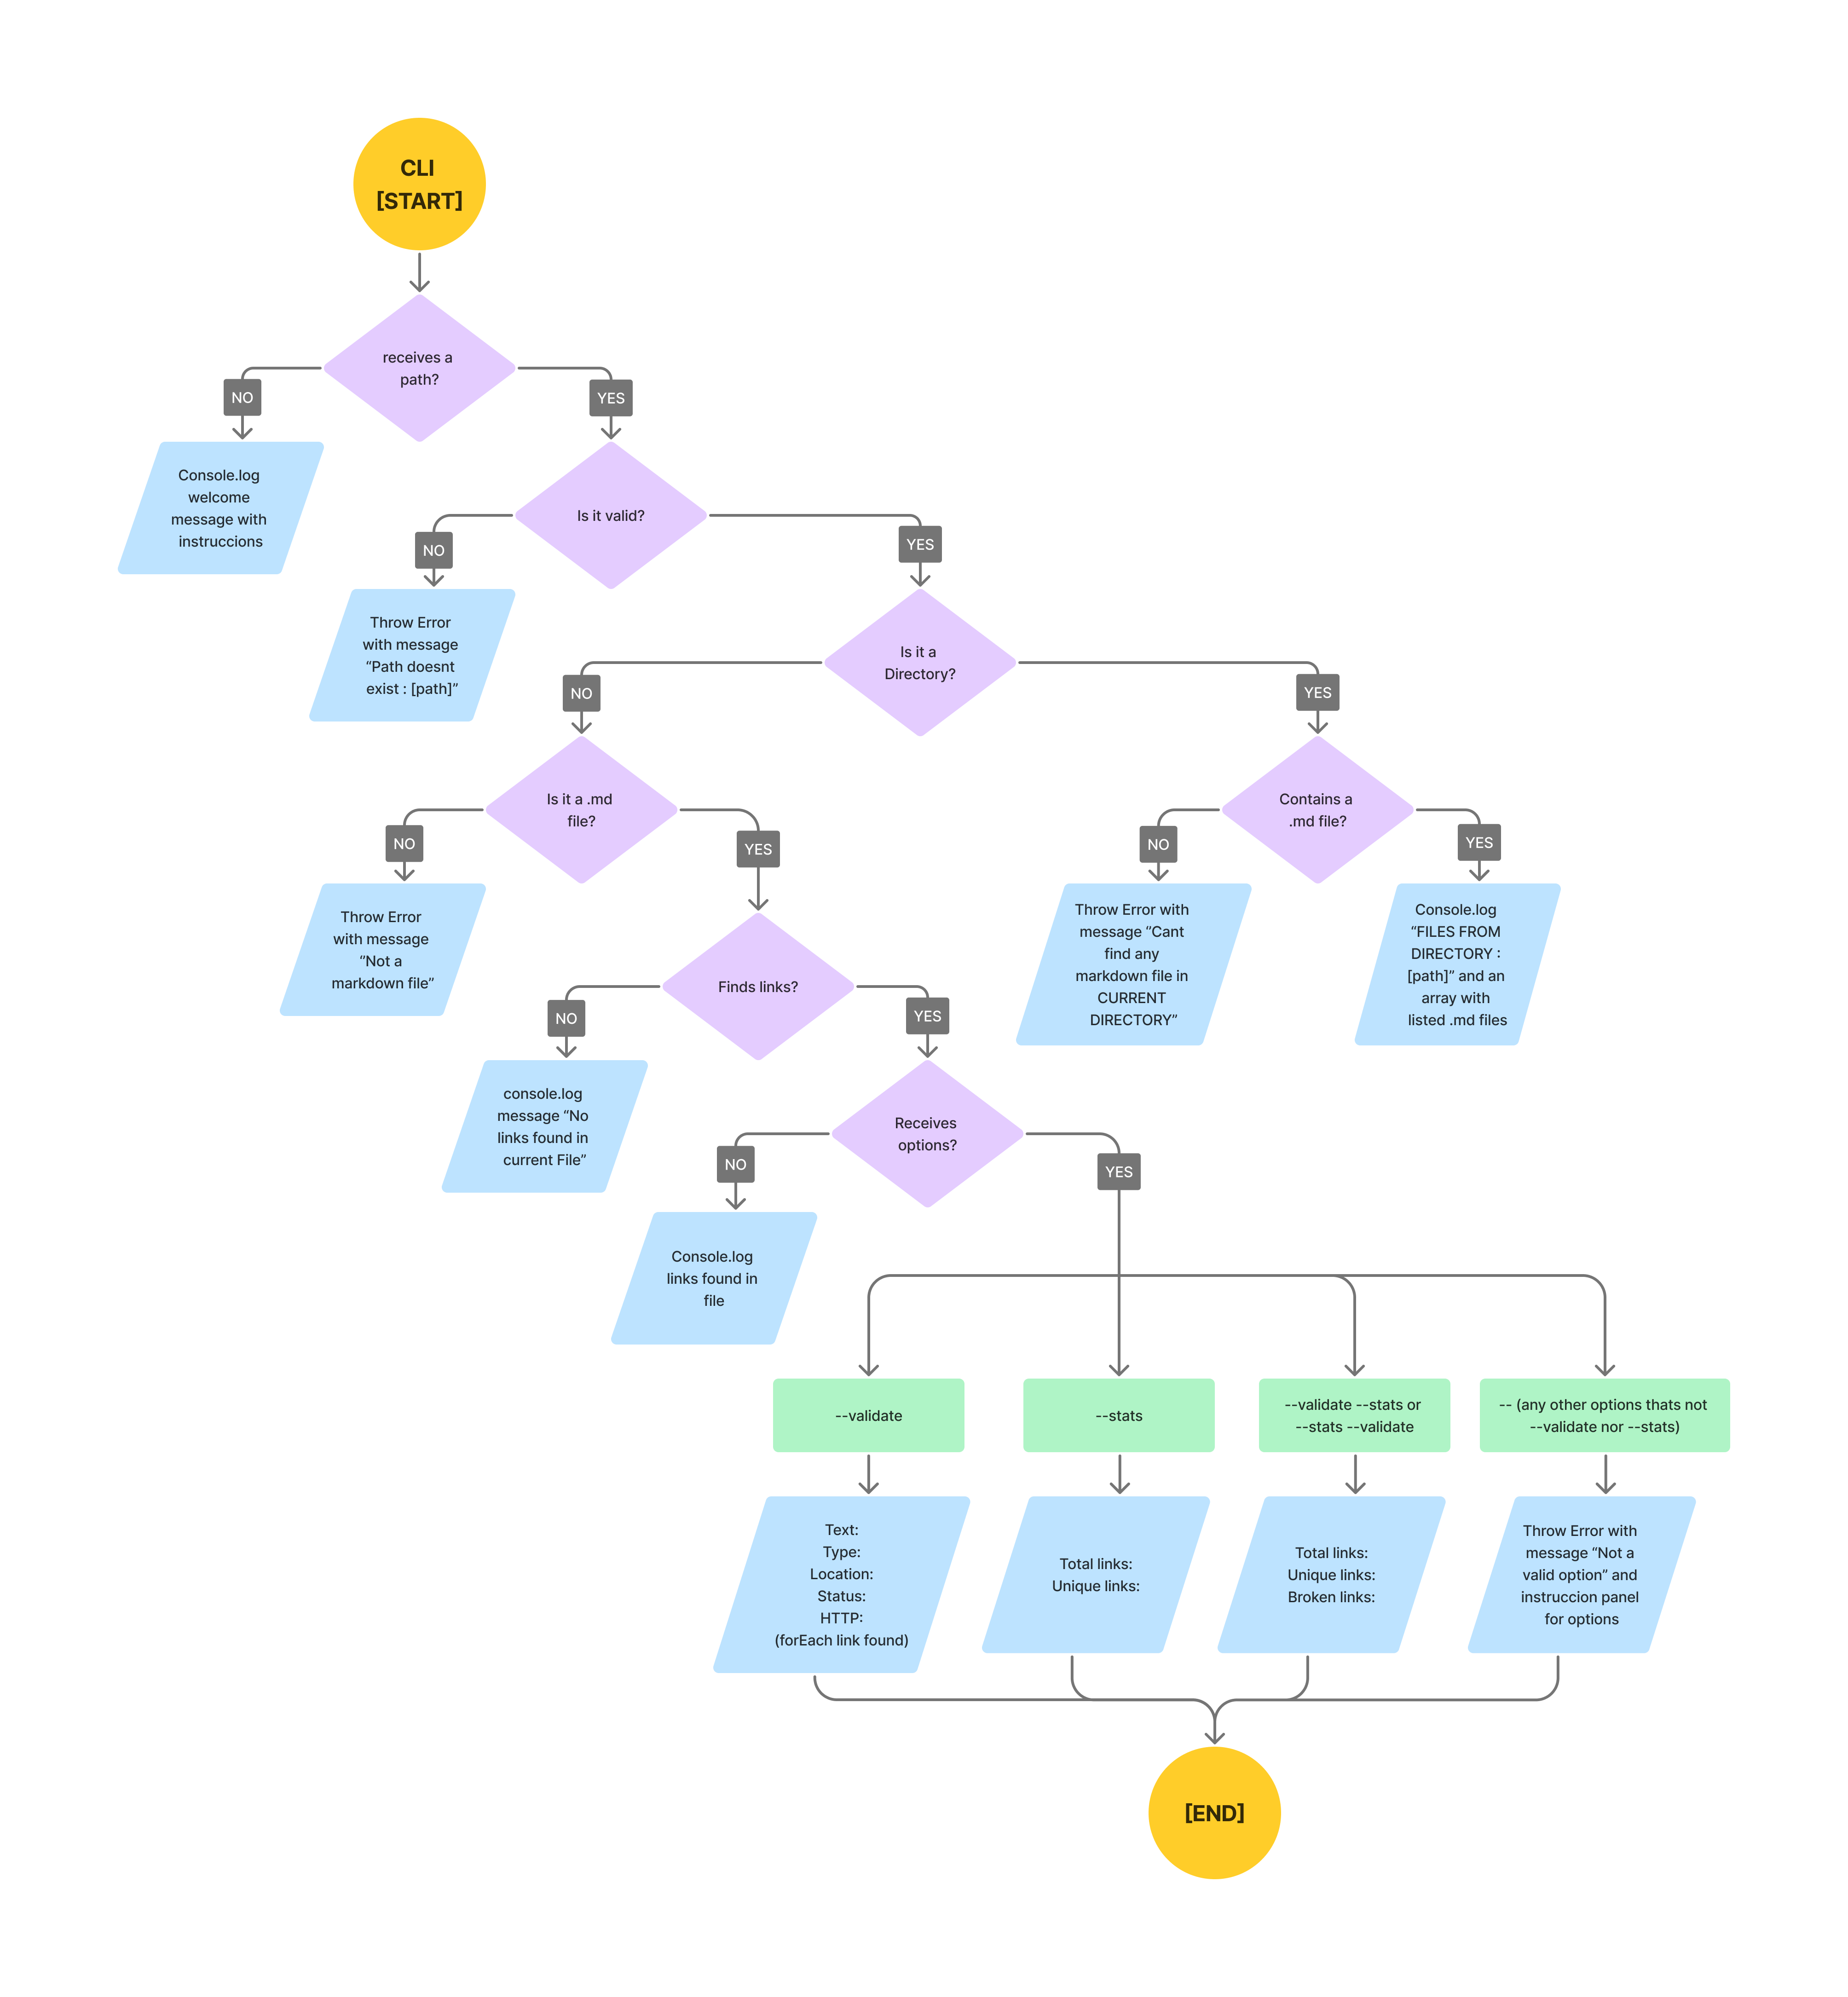 CLI
[START]
receives a
path?
NO
YES
Console.log
welcome
message with
instruccions
Is it valid?
NO
YES
Throw Error
with message
“Path doesnt
exist : [path]”
Is it a
Directory?
NO
YES
Is it a .md
file?
NO
YES
Contains a
.md file?
NO
YES
Throw Error
with message
“Not a
markdown file”
Throw Error with
message “Cant
find any
markdown file in
CURRENT
DIRECTORY”
Console.log
“FILES FROM
DIRECTORY :
[path]” and an
array with
listed .md files
Finds links?
NO
YES
console.log
message “No
links found in
current File”
Receives
options?
NO
YES
Console.log
links found in
file
--validate
--stats
--validate --stats or
--stats --validate
-- (any other options thats not
--validate nor --stats)
Text:
Type:
Location:
Status:
HTTP:
(forEach link found)
Total links:
Unique links:
Total links:
Unique links:
Broken links:
Throw Error with
message “Not a
valid option” and
instruccion panel
for options
[END]